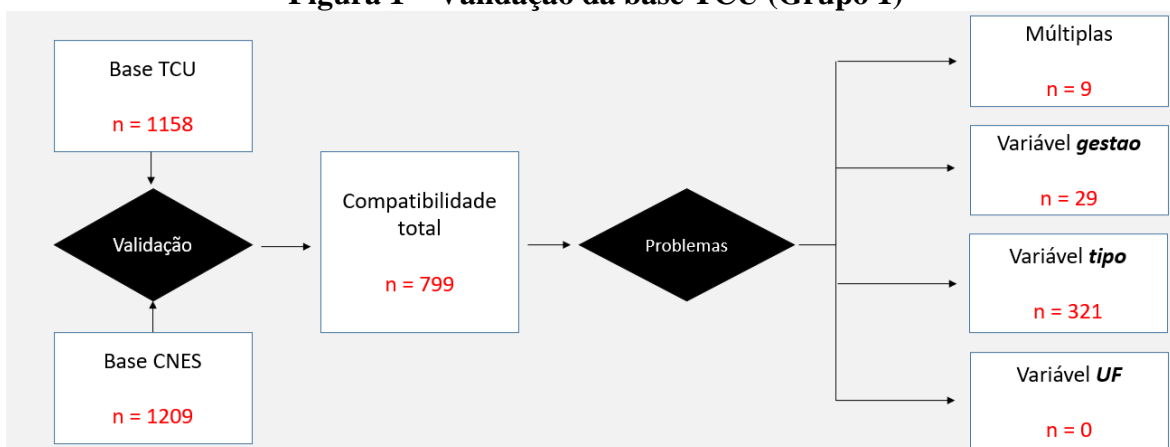 Figura 1 – Validação da base TCU (Grupo 1)
Base TCU
n = 1158
Validação
Base CNES
n = 1209
Compatibilidade
total
n = 799
Problemas
Múltiplas
n = 9
Variável gestao
n = 29
Variável tipo
n = 321
Variável UF
n = 0